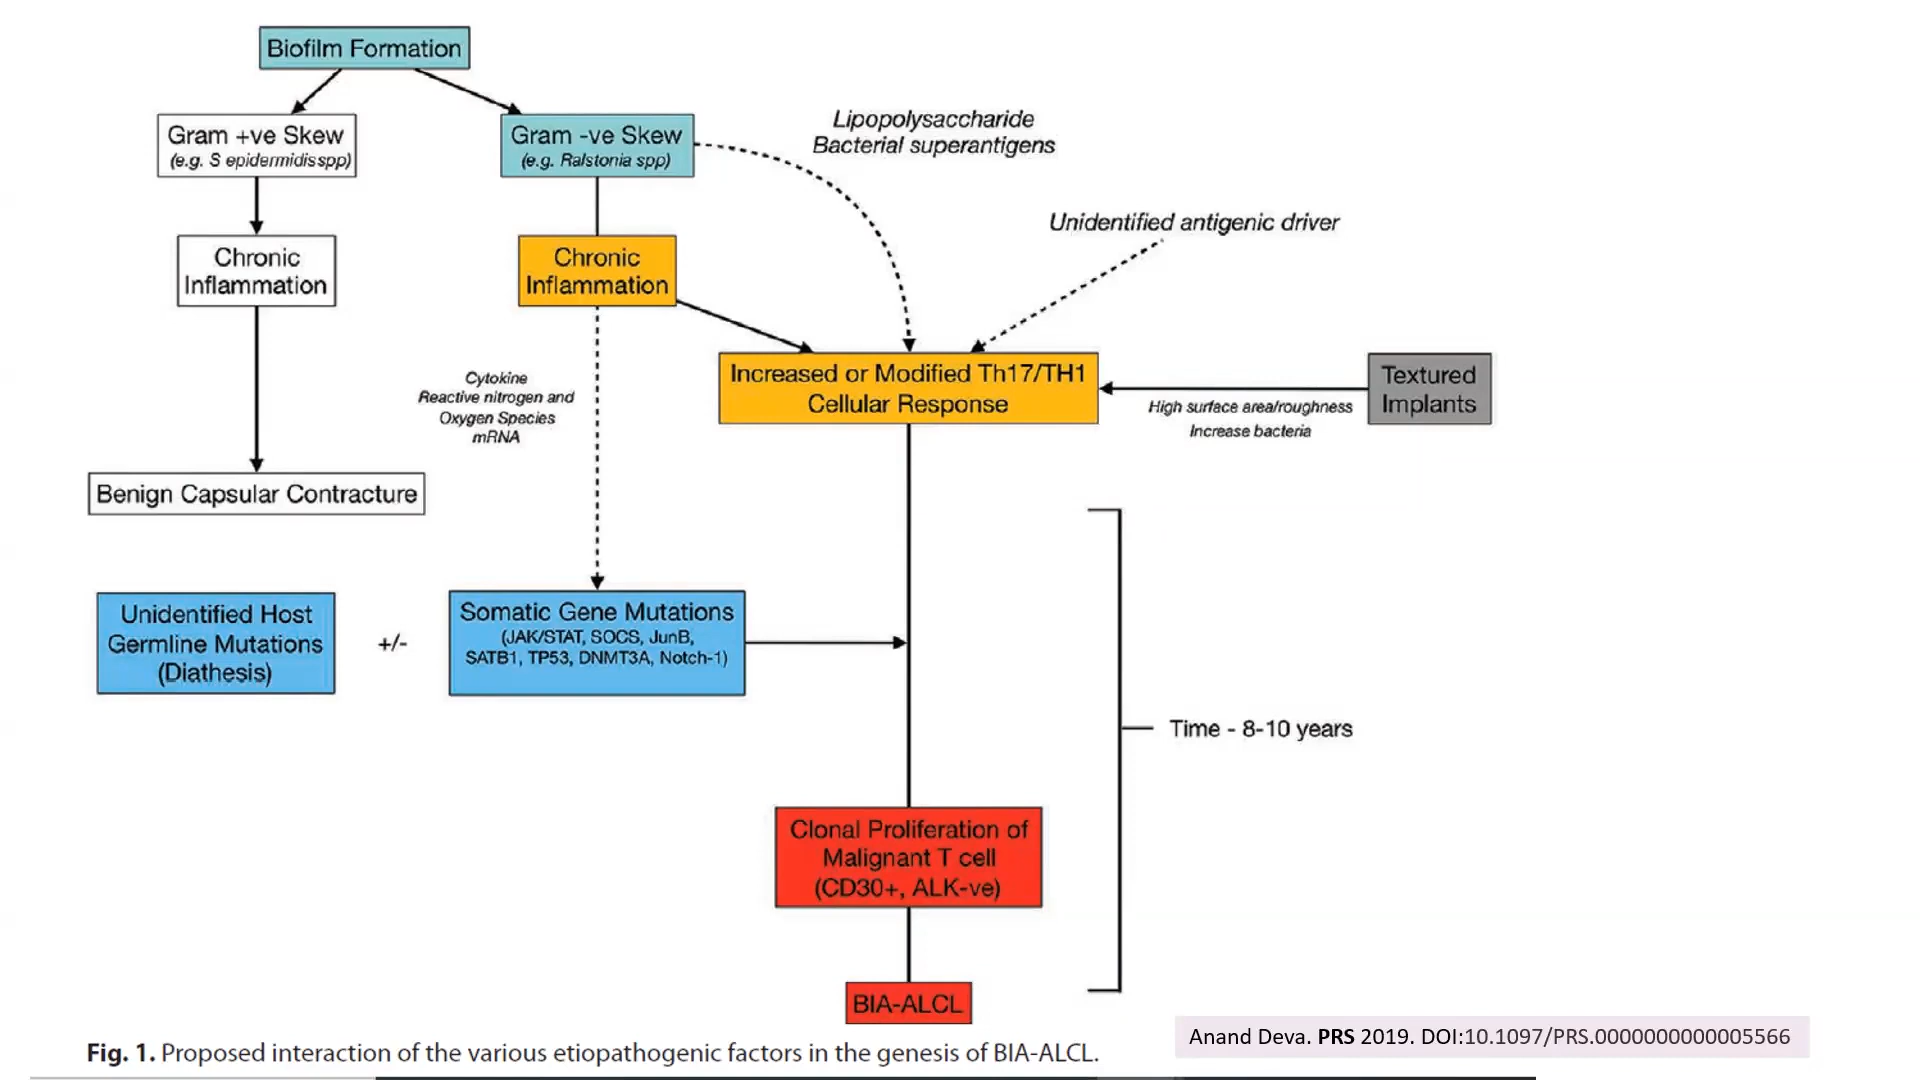 Biofilm Formation
Gram +ve Skew
(e.g. S epidermidis spp)
Gram -ve Skew
(e.g. Ralstonia spp)
Lipopolysaccharide
Bacterial superantigens
Unidentified antigenic driver
Chronic
Inflammation
Chronic
Inflammation
Increased or Modified Th17/TH1
Cellular Response
Textured
Implants
High surface area/roughness
Increase bacteria
Cytokine
Reactive nitrogen and
Oxygen Species
mRNA
Benign Capsular Contracture
Unidentified Host
Germline Mutations
(Diathesis)
+/-
Somatic Gene Mutations
(JAK/STAT, SOCS, JunB,
SATB1, TP53, DNMT3A, Notch-1)
Time - 8-10 years
Clonal Proliferation of
Malignant T cell
(CD30+, ALK-ve)
BIA-ALCL
Fig. 1. Proposed interaction of the various etiopathogenic factors in the genesis of BIA-ALCL.
Anand Deva. PRS 2019. DOI:10.1097/PRS.0000000000005566